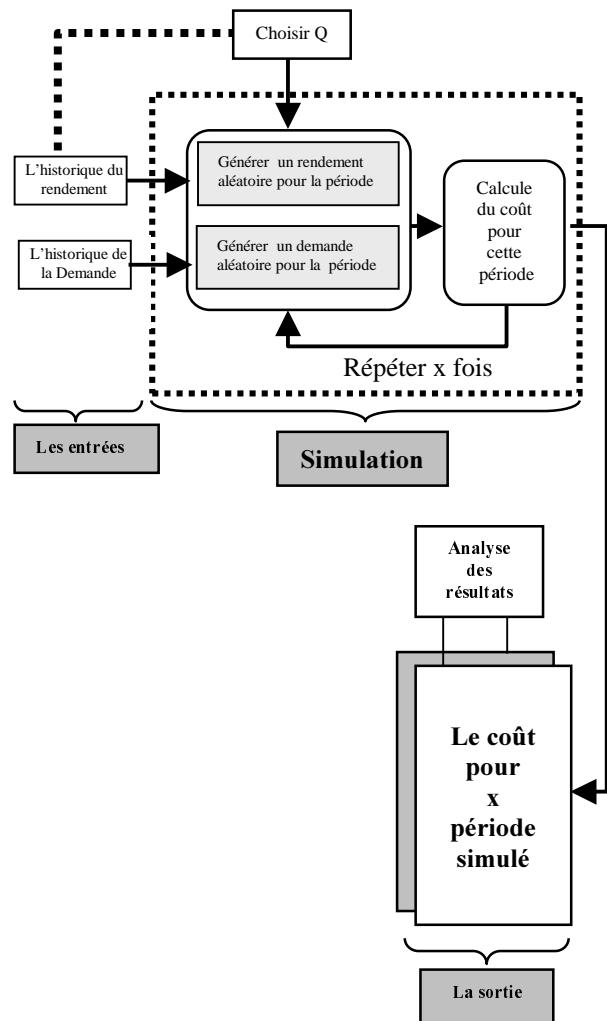 Choisir Q
L'historique du
rendement
Générer un rendement
aléatoire pour la période
Calcule
du coût
pour
cette
période
L'historique de
la Demande
Générer un demande
aléatoire pour la période
Répéter x fois
Les entrées
Simulation
Analyse
des
résultats
Le coût
pour
x
période
simulé
La sortie